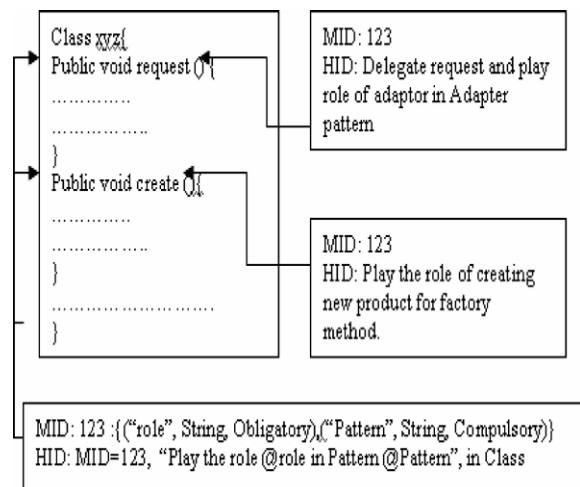 Class xyz{
Public void request () {
…………..
……………..
}
Public void create (){
…………..
……………..
}
……………………….
}
MID: 123
HID: Delegate request and play
role of adaptor in Adapter
pattern
MID: 123
HID: Play the role of creating
new product for factory
method.
MID: 123 :{(“role”, String, Obligatory),(“Pattern”, String, Compulsory)}
HID: MID=123, “Play the role @role in Pattern @Pattern”, in Class